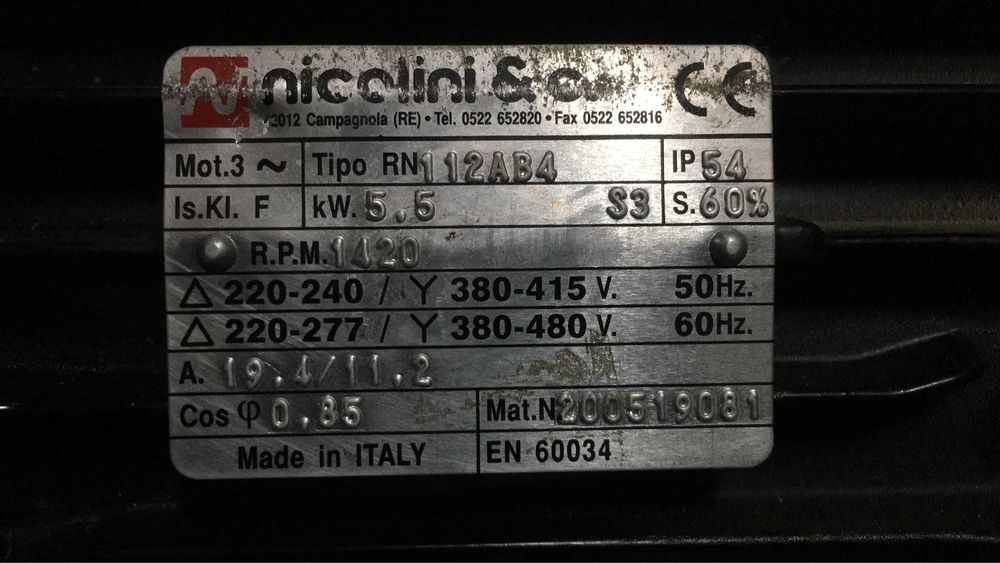 nicolini & c.
42012 Campagnola (RE) • Tel. 0522 652820 • Fax 0522 652816
CE
Mot.3 ~ Tipo RN 112AB4 IP 54
Is.Kl. F kW. 5,5 S3 S. 60%
R.P.M. 1420
△ 220-240 / Y 380-415 V. 50Hz.
△ 220-277 / Y 380-480 V. 60Hz.
A. 19.4/11.2
Cos φ 0.85 Mat.N. 200519081
Made in ITALY EN 60034